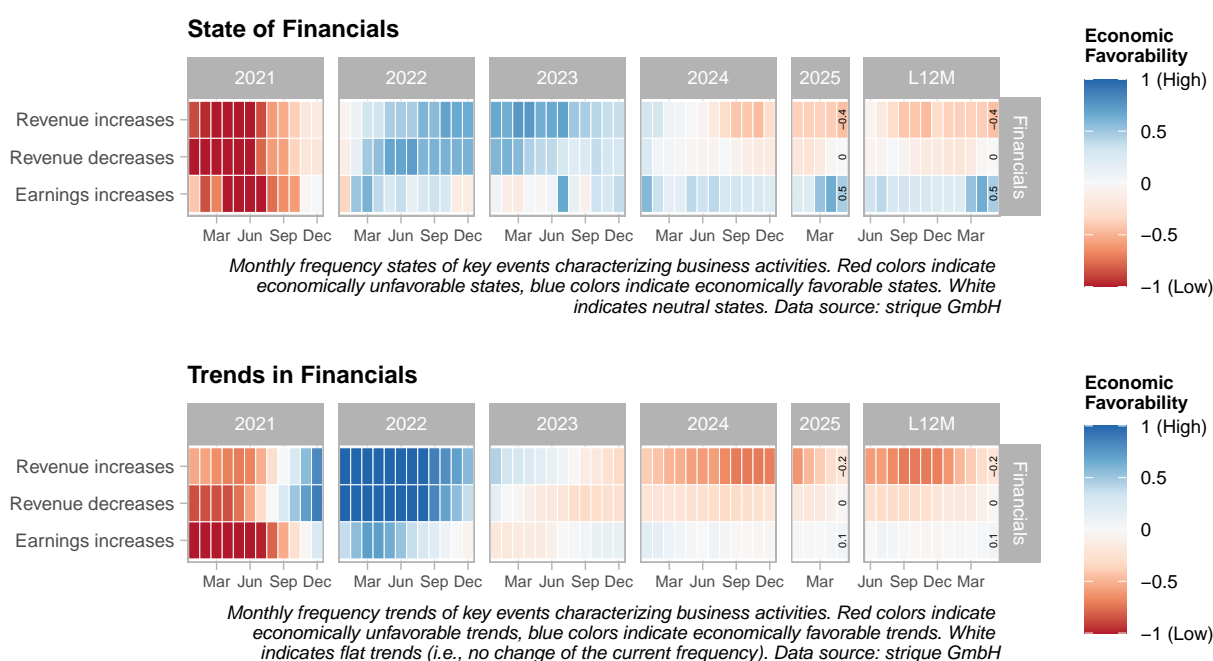 State of Financials
2021 2022 2023 2024 2025 L12M
Revenue increases
Revenue decreases
Earnings increases
−0.4 −0.4
0 0
0.5 0.5
Financials
Mar Jun Sep Dec Mar Jun Sep Dec Mar Jun Sep Dec Mar Jun Sep Dec Mar Jun Sep Dec Mar
Monthly frequency states of key events characterizing business activities. Red colors indicate
economically unfavorable states, blue colors indicate economically favorable states. White
indicates neutral states. Data source: strique GmbH
Economic
Favorability
1 (High)
0.5
0
−0.5
−1 (Low)
Trends in Financials
2021 2022 2023 2024 2025 L12M
Revenue increases
Revenue decreases
Earnings increases
−0.2 −0.2
0 0
0.1 0.1
Financials
Mar Jun Sep Dec Mar Jun Sep Dec Mar Jun Sep Dec Mar Jun Sep Dec Mar Jun Sep Dec Mar
Monthly frequency trends of key events characterizing business activities. Red colors indicate
economically unfavorable trends, blue colors indicate economically favorable trends. White
indicates flat trends (i.e., no change of the current frequency). Data source: strique GmbH
Economic
Favorability
1 (High)
0.5
0
−0.5
−1 (Low)